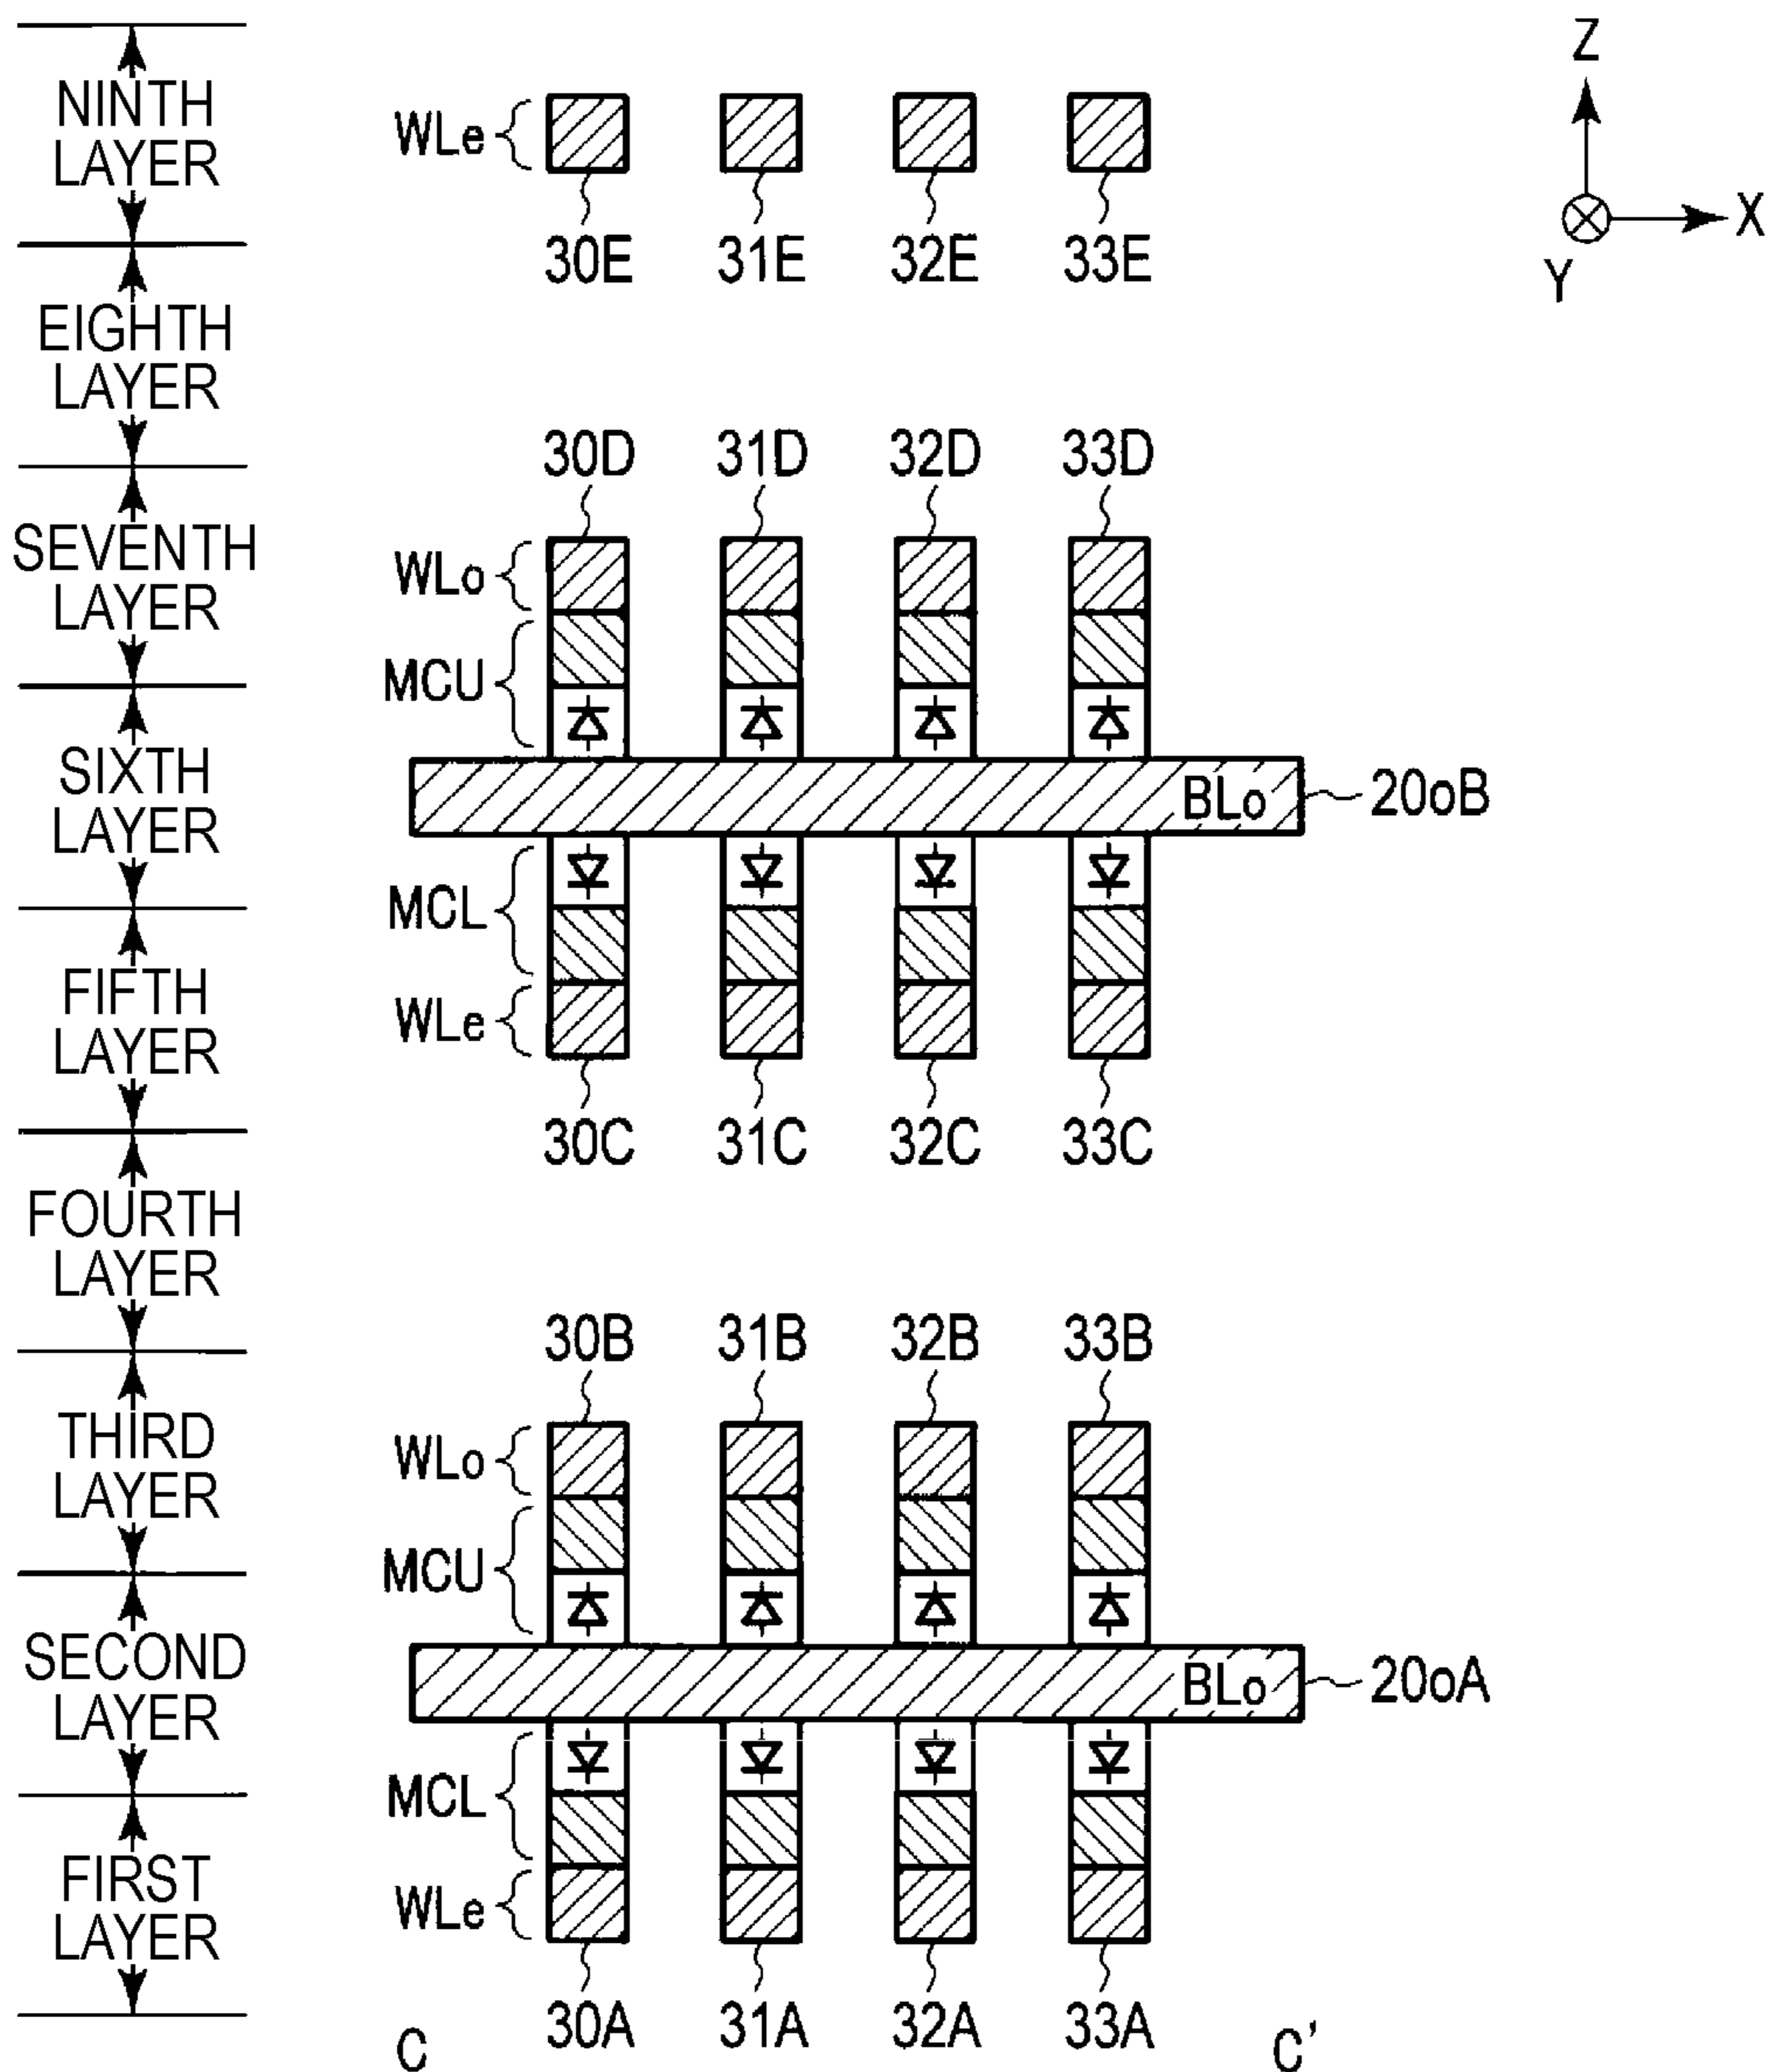 Z
NINTH
LAYER
WLe
X
30E 31E 32E 33E
Y
EIGHTH
LAYER
30D 31D 32D 33D
SEVENTH
LAYER
WLo
MCU
SIXTH
LAYER
BLo
20oB
MCL
FIFTH
LAYER
WLe
30C 31C 32C 33C
FOURTH
LAYER
30B 31B 32B 33B
THIRD
LAYER
WLo
MCU
SECOND
LAYER
BLo
20oA
MCL
FIRST
LAYER
WLe
30A 31A 32A 33A
C C'